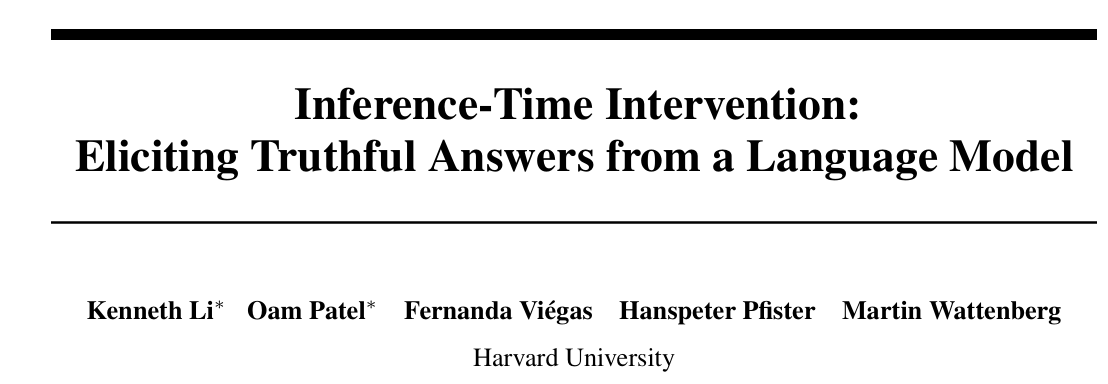 Inference-Time Intervention:
Eliciting Truthful Answers from a Language Model
Kenneth Li* Oam Patel* Fernanda Viégas Hanspeter Pfister Martin Wattenberg
Harvard University